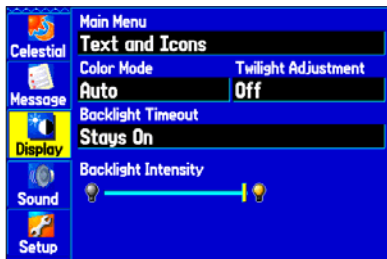 Celestial
Message
Display
Sound
Setup
Main Menu
Text and Icons
Color Mode
Twilight Adjustment
Auto
Off
Backlight Timeout
Stays On
Backlight Intensity